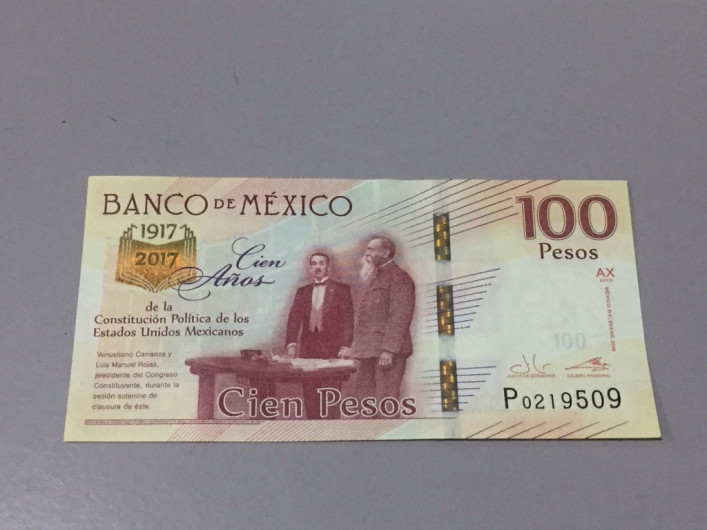 BANCO DE MÉXICO
1917
2017
Cien
Años
de la
Constitución Política de los
Estados Unidos Mexicanos
Venustiano Carranza y
Luis Manuel Rojas,
presidente del Congreso
Constituyente, durante la
sesión solemne de
clausura de éste.
Cien Pesos
100
Pesos
AX
SERIE
100
P0219509